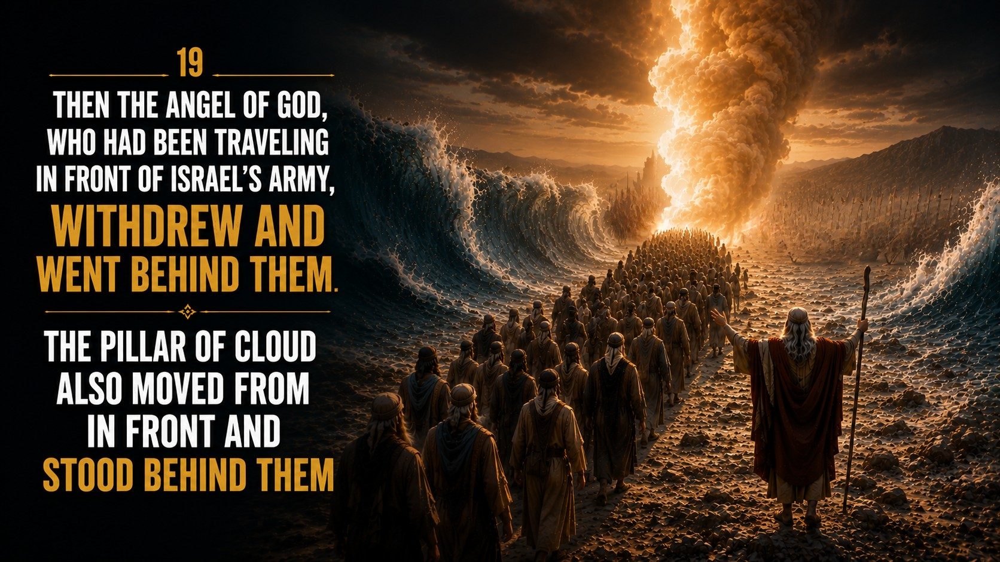 19
THEN THE ANGEL OF GOD,
WHO HAD BEEN TRAVELING
IN FRONT OF ISRAEL’S ARMY,
WITHDREW AND
WENT BEHIND THEM.
THE PILLAR OF CLOUD
ALSO MOVED FROM
IN FRONT AND
STOOD BEHIND THEM